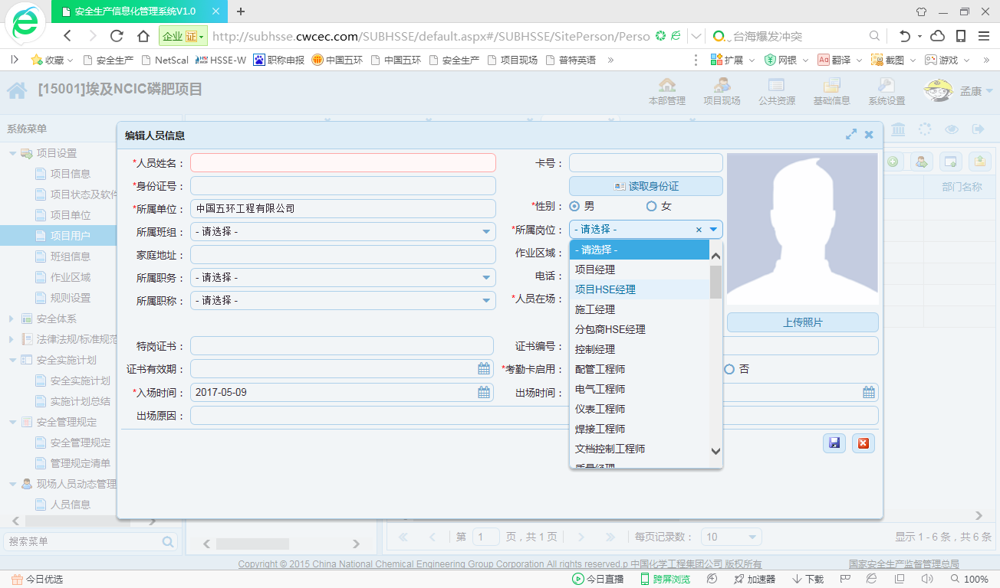 安全生产信息化管理系统V1.0
企业 证
http://subhsse.cwcec.com/SUBHSSE/default.aspx#/SUBHSSE/SitePerson/Perso
台海爆发冲突
收藏 安全生产 NetScal HSSE-W 职称申报 中国五环 中国五环 安全生产 项目现场 普特英语 » 扩展 网银 Aa 翻译 截图 游戏 »
[15001]埃及NCIC磷肥项目
本部管理 项目现场 公共资源 基础信息 系统设置 孟康
系统菜单
项目设置
项目信息
项目状态及软件
项目单位
项目用户
班组信息
作业区域
规则设置
安全体系
法律法规/标准规范
安全实施计划
安全实施计划
实施计划总结
安全管理规定
安全管理规定
管理规定清单
现场人员动态管理
人员信息
搜索菜单
部门名称
编辑人员信息
*人员姓名： 卡号：
*身份证号： 读取身份证
*所属单位： 中国五环工程有限公司 *性别： 男 女
所属班组： - 请选择 - *所属岗位： - 请选择 - ×
家庭地址： 作业区域：
所属职务： - 请选择 - 电话：
所属职称： - 请选择 - *人员在场：
上传照片
特岗证书： 证书编号：
证书有效期： *考勤卡启用： 否
*入场时间： 2017-05-09 出场时间：
出场原因：
- 请选择 -
项目经理
项目HSE经理
施工经理
分包商HSE经理
控制经理
配管工程师
电气工程师
仪表工程师
焊接工程师
文档控制工程师
质量经理
第 1 页，共 1 页 每页记录数： 10 显示 1 - 6 条，共 6 条
Copyright © 2015 China National Chemical Engineering Group Corporation All rights reserved.p 中国化学工程集团公司 版权所有 国家安全生产监督管理总局
今日优选 今日直播 跨屏浏览 加速器 下载 100%